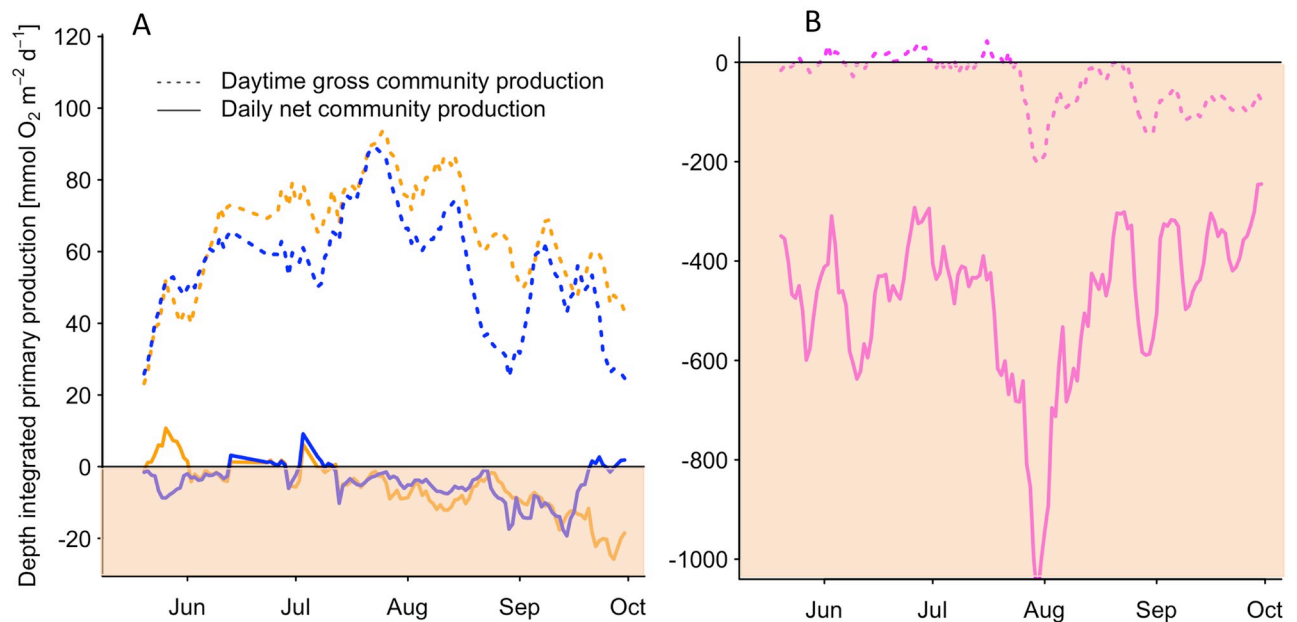 A
B
Depth integrated primary production [mmol O₂ m⁻² d⁻¹]
120
100
80
60
40
20
0
-20
Daytime gross community production
Daily net community production
Jun Jul Aug Sep Oct
0
-200
-400
-600
-800
-1000
Jun Jul Aug Sep Oct